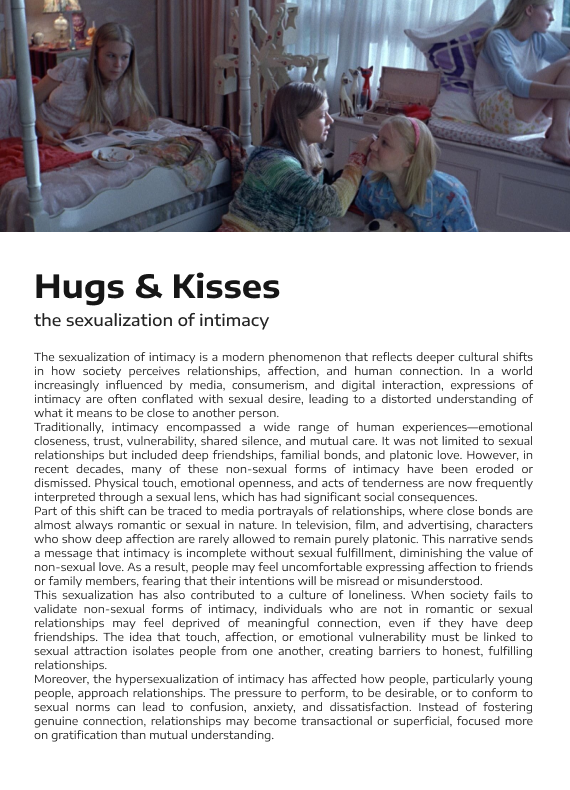 Hugs & Kisses
the sexualization of intimacy
The sexualization of intimacy is a modern phenomenon that reflects deeper cultural shifts
in how society perceives relationships, affection, and human connection. In a world
increasingly influenced by media, consumerism, and digital interaction, expressions of
intimacy are often conflated with sexual desire, leading to a distorted understanding of
what it means to be close to another person.
Traditionally, intimacy encompassed a wide range of human experiences—emotional
closeness, trust, vulnerability, shared silence, and mutual care. It was not limited to sexual
relationships but included deep friendships, familial bonds, and platonic love. However, in
recent decades, many of these non-sexual forms of intimacy have been eroded or
dismissed. Physical touch, emotional openness, and acts of tenderness are now frequently
interpreted through a sexual lens, which has had significant social consequences.
Part of this shift can be traced to media portrayals of relationships, where close bonds are
almost always romantic or sexual in nature. In television, film, and advertising, characters
who show deep affection are rarely allowed to remain purely platonic. This narrative sends
a message that intimacy is incomplete without sexual fulfillment, diminishing the value of
non-sexual love. As a result, people may feel uncomfortable expressing affection to friends
or family members, fearing that their intentions will be misread or misunderstood.
This sexualization has also contributed to a culture of loneliness. When society fails to
validate non-sexual forms of intimacy, individuals who are not in romantic or sexual
relationships may feel deprived of meaningful connection, even if they have deep
friendships. The idea that touch, affection, or emotional vulnerability must be linked to
sexual attraction isolates people from one another, creating barriers to honest, fulfilling
relationships.
Moreover, the hypersexualization of intimacy has affected how people, particularly young
people, approach relationships. The pressure to perform, to be desirable, or to conform to
sexual norms can lead to confusion, anxiety, and dissatisfaction. Instead of fostering
genuine connection, relationships may become transactional or superficial, focused more
on gratification than mutual understanding.